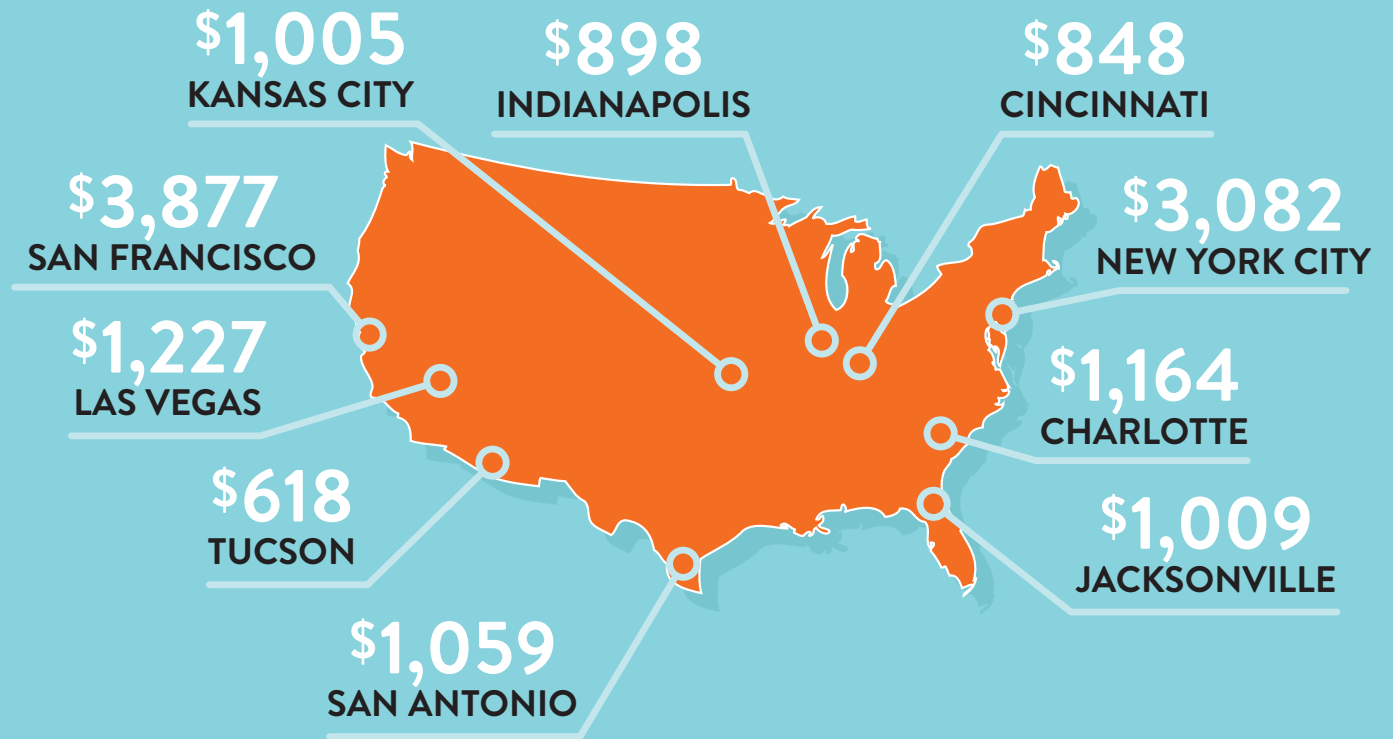 $1,005
KANSAS CITY
$898
INDIANAPOLIS
$848
CINCINNATI
$3,877
SAN FRANCISCO
$3,082
NEW YORK CITY
$1,227
LAS VEGAS
$1,164
CHARLOTTE
$618
TUCSON
$1,009
JACKSONVILLE
$1,059
SAN ANTONIO